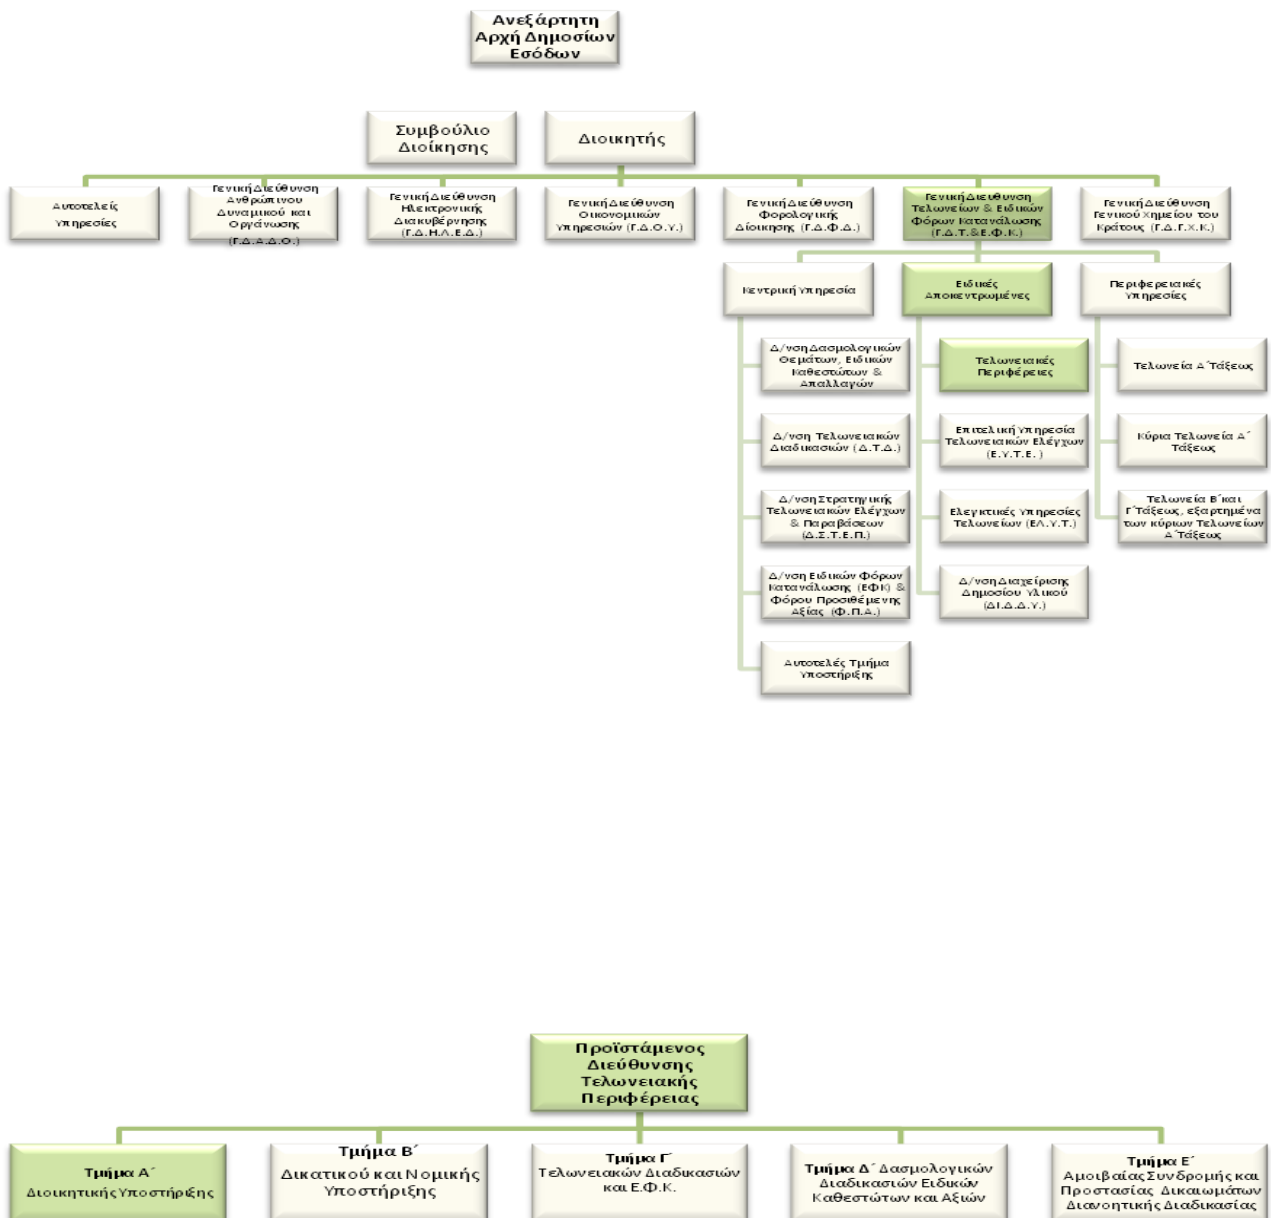 Ανεξάρτητη
Αρχή Δημοσίων
Εσόδων
Συμβούλιο
Διοίκησης
Διοικητής
Αυτοτελείς
Υπηρεσίες
Γενική Διεύθυνση
Ανθρώπινου
Δυναμικού και
Οργάνωσης
(Γ.Δ.Α.Δ.Ο.)
Γενική Διεύθυνση
Ηλεκτρονικής
Διακυβέρνησης
(Γ.Δ.Η.Λ.Ε.Δ.)
Γενική Διεύθυνση
Οικονομικών
Υπηρεσιών (Γ.Δ.Ο.Υ.)
Γενική Διεύθυνση
Φορολογικής
Διοίκησης (Γ.Δ.Φ.Δ.)
Γενική Διευθυνση
Τελωνείων & Ειδικών
Φόρων Κατανάλωσης
(Γ.Δ.Τ.&Ε.Φ.Κ.)
Γενική Διεύθυνση
Γενικού Χημείου του
Κράτους (Γ.Δ.Γ.Χ.Κ.)
Κεντρική Υπηρεσία
Ειδικές
Αποκεντρωμένες
Περιφερειακές
Υπηρεσίες
Δ/νση Δασμολογικών
Θεμάτων, Ειδικών
Καθεστώτων &
Απαλλαγών
Τελωνειακές
Περιφέρειες
Τελωνεία Α΄ Τάξεως
Δ/νση Τελωνειακών
Διαδικασιών (Δ.Τ.Δ.)
Επιτελική Υπηρεσία
Τελωνειακών Ελέγχων
(Ε.Υ.Τ.Ε. )
Κύρια Τελωνεία Α΄
Τάξεως
Δ/νση Στρατηγικής
Τελωνειακών Ελέγχων
& Παραβάσεων
(Δ.Σ.Τ.Ε.Π.)
Ελεγκτικές Υπηρεσίες
Τελωνείων (ΕΛ.Υ.Τ.)
Τελωνεία Β΄ και
Γ΄ Τάξεως, εξαρτημένα
των κύριων Τελωνείων
Α΄ Τάξεως
Δ/νση Ειδικών Φόρων
Κατανάλωσης (ΕΦΚ) &
Φόρου Προσιθέμενης
Αξίας (Φ.Π.Α.)
Δ/νση Διαχείρισης
Δημοσίου Υλικού
(ΔΙ.Δ.Δ.Υ.)
Αυτοτελές Τμήμα
Υποστήριξης
Προϊστάμενος
Διεύθυνσης
Τελωνειακής
Περιφέρειας
Τμήμα Α΄
Διοικητικής Υποστήριξης
Τμήμα Β΄
Δικατικού και Νομικής
Υποστήριξης
Τμήμα Γ΄
Τελωνειακών Διαδικασιών
και Ε.Φ.Κ.
Τμήμα Δ΄ Δασμολογικών
Διαδικασιών Ειδικών
Καθεστώτων και Αξιών
Τμήμα Ε΄
Αμοιβαίας Συνδρομής και
Προστασίας Δικαιωμάτων
Διανοητικής Διαδικασίας